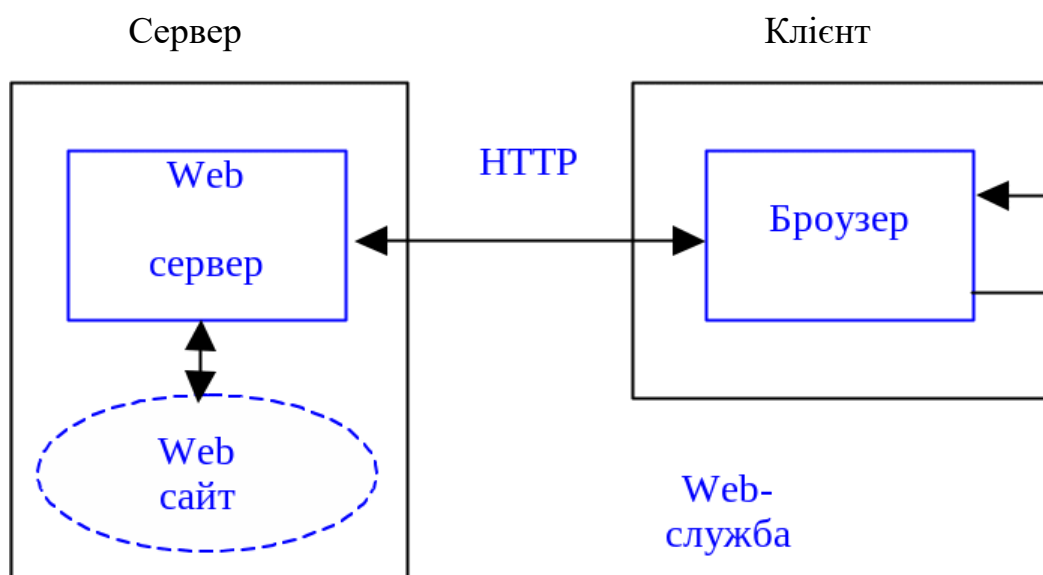 Сервер
Клієнт
Web
сервер
HTTP
Броузер
Web
сайт
Web-
служба